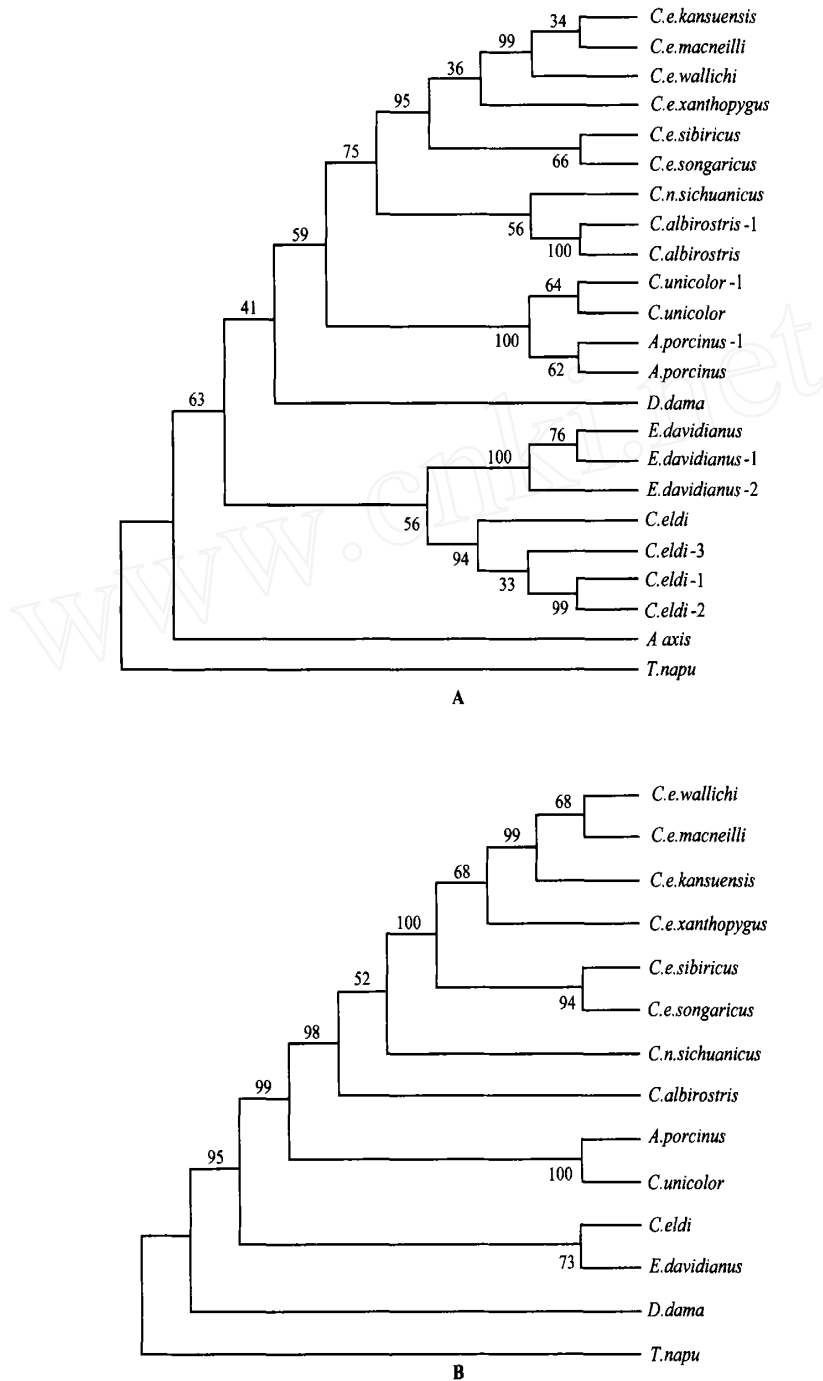 C.e.kansuensis
34
C.e.macneilli
99
C.e.wallichi
36
C.e.xanthopygus
95
C.e.sibiricus
66
C.e.songaricus
75
C.n.sichuanicus
56
C.albirostris-1
100
C.albirostris
59
C.unicolor-1
64
C.unicolor
100
A.porcinus-1
62
A.porcinus
41
D.dama
63
E.davidianus
76
E.davidianus-1
100
E.davidianus-2
56
C.eldi
94
C.eldi-3
33
C.eldi-1
99
C.eldi-2
A axis
T.napu
A
www.cnki.net
C.e.wallichi
68
C.e.macneilli
99
C.e.kansuensis
68
C.e.xanthopygus
100
C.e.sibiricus
94
C.e.songaricus
52
C.n.sichuanicus
98
C.albirostris
99
A.porcinus
100
C.unicolor
95
C.eldi
73
E.davidianus
D.dama
T.napu
B